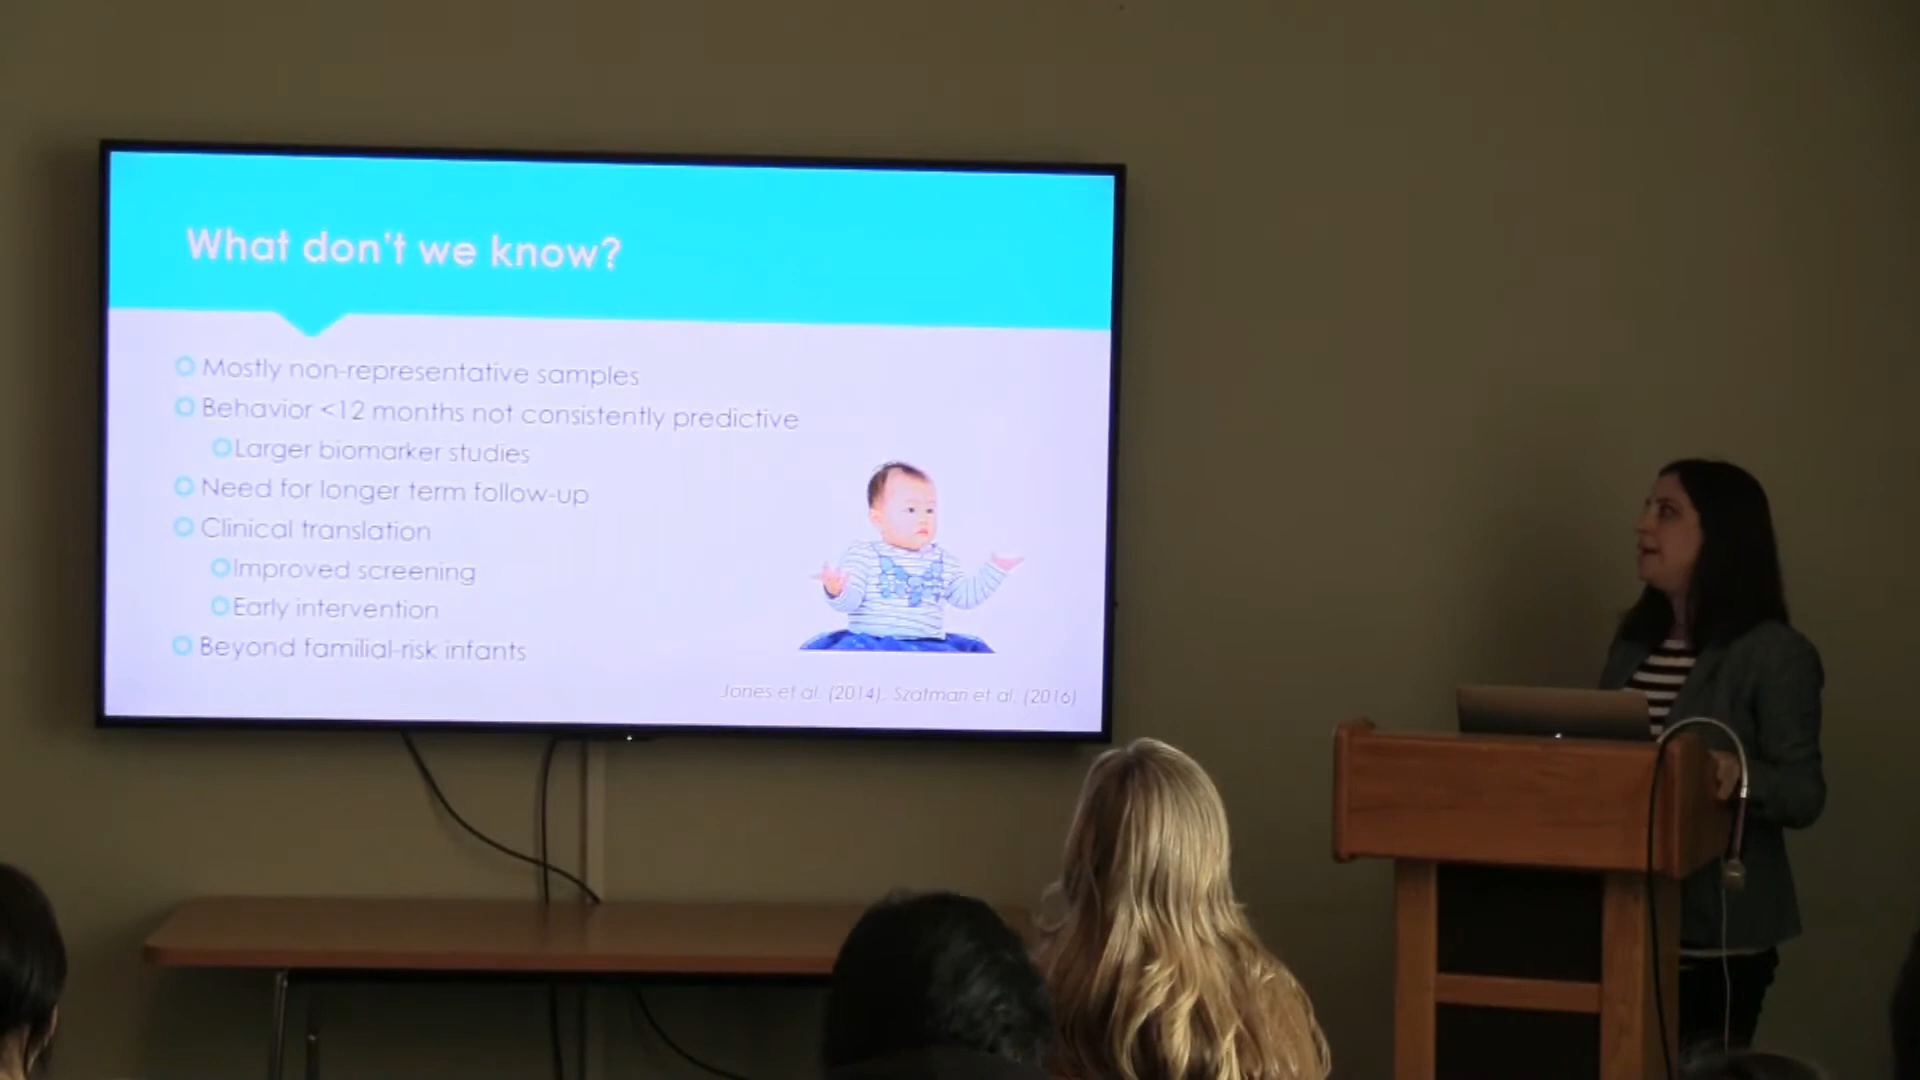 What don't we know?
Mostly non-representative samples
Behavior <12 months not consistently predictive
Larger biomarker studies
Need for longer term follow-up
Clinical translation
Improved screening
Early intervention
Beyond familial-risk infants
Jones et al. (2014), Szatmari et al. (2016)